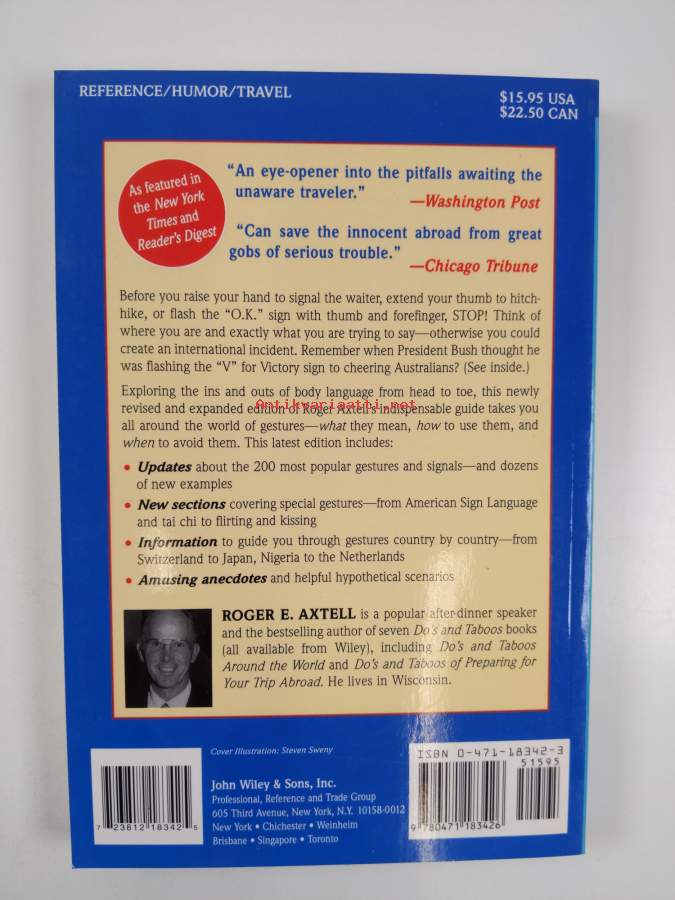 REFERENCE/HUMOR/TRAVEL
$15.95 USA
$22.50 CAN
As featured in
the New York
Times and
Reader's Digest
“An eye-opener into the pitfalls awaiting the
unaware traveler.”
—Washington Post
“Can save the innocent abroad from great
gobs of serious trouble.”
—Chicago Tribune
Before you raise your hand to signal the waiter, extend your thumb to hitch-
hike, or flash the “O.K.” sign with thumb and forefinger, STOP! Think of
where you are and exactly what you are trying to say—otherwise you could
create an international incident. Remember when President Bush thought he
was flashing the “V” for Victory sign to cheering Australians? (See inside.)
Exploring the ins and outs of body language from head to toe, this newly
revised and expanded edition of Roger Axtell's indispensable guide takes you
Antikvariaatti.net
all around the world of gestures—what they mean, how to use them, and
when to avoid them. This latest edition includes:
• Updates about the 200 most popular gestures and signals—and dozens
of new examples
• New sections covering special gestures—from American Sign Language
and tai chi to flirting and kissing
• Information to guide you through gestures country by country—from
Switzerland to Japan, Nigeria to the Netherlands
• Amusing anecdotes and helpful hypothetical scenarios
ROGER E. AXTELL is a popular after-dinner speaker
and the bestselling author of seven Do's and Taboos books
(all available from Wiley), including Do's and Taboos
Around the World and Do's and Taboos of Preparing for
Your Trip Abroad. He lives in Wisconsin.
Cover Illustration: Steven Sweny
John Wiley & Sons, Inc.
Professional, Reference and Trade Group
605 Third Avenue, New York, N.Y. 10158-0012
New York • Chichester • Weinheim
Brisbane • Singapore • Toronto
7 23812 18342 5
ISBN 0-471-18342-3
51595
9 780471 183426